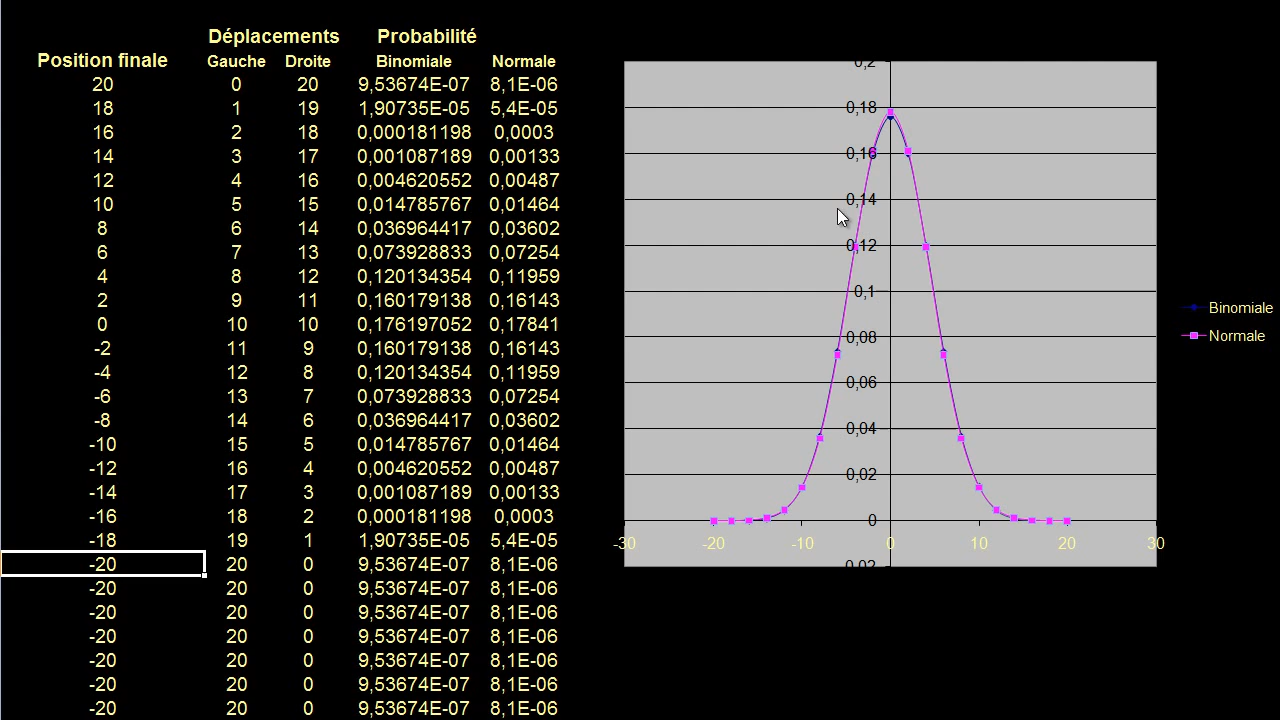 Déplacements Probabilité
Position finale Gauche Droite Binomiale Normale
20 0 20 9,53674E-07 8,1E-06
18 1 19 1,90735E-05 5,4E-05
16 2 18 0,000181198 0,0003
14 3 17 0,001087189 0,00133
12 4 16 0,004620552 0,00487
10 5 15 0,014785767 0,01464
8 6 14 0,036964417 0,03602
6 7 13 0,073928833 0,07254
4 8 12 0,120134354 0,11959
2 9 11 0,160179138 0,16143
0 10 10 0,176197052 0,17841
-2 11 9 0,160179138 0,16143
-4 12 8 0,120134354 0,11959
-6 13 7 0,073928833 0,07254
-8 14 6 0,036964417 0,03602
-10 15 5 0,014785767 0,01464
-12 16 4 0,004620552 0,00487
-14 17 3 0,001087189 0,00133
-16 18 2 0,000181198 0,0003
-18 19 1 1,90735E-05 5,4E-05
-20 20 0 9,53674E-07 8,1E-06
-20 20 0 9,53674E-07 8,1E-06
-20 20 0 9,53674E-07 8,1E-06
-20 20 0 9,53674E-07 8,1E-06
-20 20 0 9,53674E-07 8,1E-06
-20 20 0 9,53674E-07 8,1E-06
-20 20 0 9,53674E-07 8,1E-06
0,2
0,18
0,16
0,14
0,12
0,1
0,08
0,06
0,04
0,02
0
-30 -20 -10 0 10 20 30
0,02
Binomiale
Normale